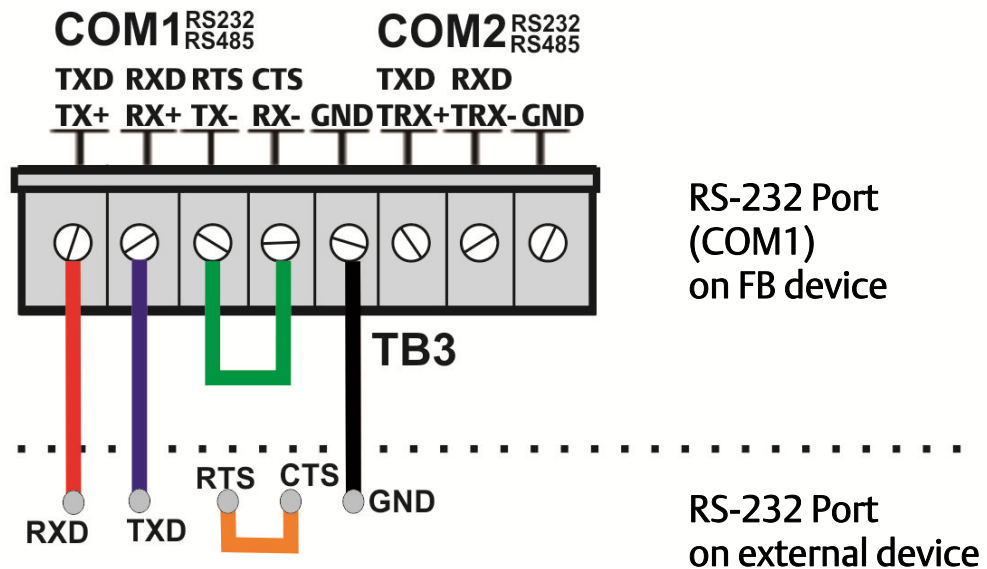 COM1 RS232 RS485 COM2 RS232 RS485
TXD RXD RTS CTS TXD RXD
TX+ RX+ TX- RX- GND TRX+ TRX- GND
RS-232 Port
(COM1)
on FB device
TB3
RTS CTS
RXD TXD GND
RS-232 Port
on external device